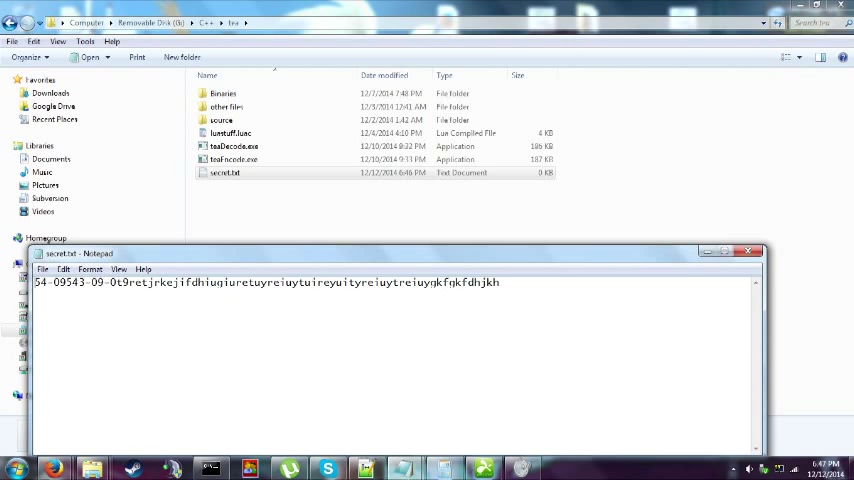 Computer ▸ Removable Disk (G:) ▸ C++ ▸ tea ▸
Search tea
File Edit View Tools Help
Organize Open Print New folder
Name Date modified Type Size
Favorites
Downloads
Google Drive
Recent Places
Libraries
Documents
Music
Pictures
Subversion
Videos
Homegroup
Binaries 12/7/2014 7:48 PM File folder
other files 12/3/2014 12:41 AM File folder
source 12/2/2014 1:42 AM File folder
luastuff.luac 12/4/2014 4:10 PM Lua Compiled File 4 KB
teaDecode.exe 12/10/2014 9:32 PM Application 186 KB
teaEncode.exe 12/10/2014 9:33 PM Application 187 KB
secret.txt 12/12/2014 6:46 PM Text Document 0 KB
secret.txt - Notepad
File Edit Format View Help
54-09543-09-0t9retjrkejifdhiugiuretuyreiuytuireyuityreiuytreiuygkfgkfdhjkh
6:47 PM
12/12/2014